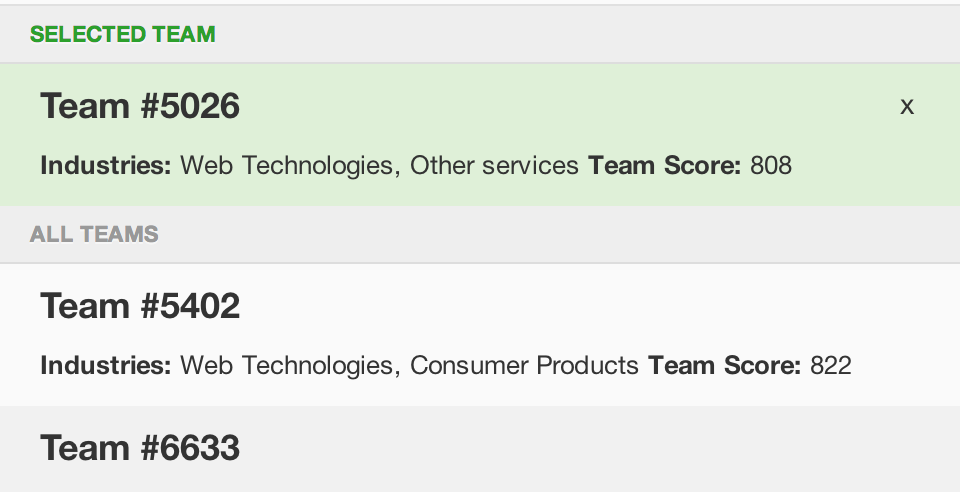 SELECTED TEAM
Team #5026
x
Industries: Web Technologies, Other services Team Score: 808
ALL TEAMS
Team #5402
Industries: Web Technologies, Consumer Products Team Score: 822
Team #6633